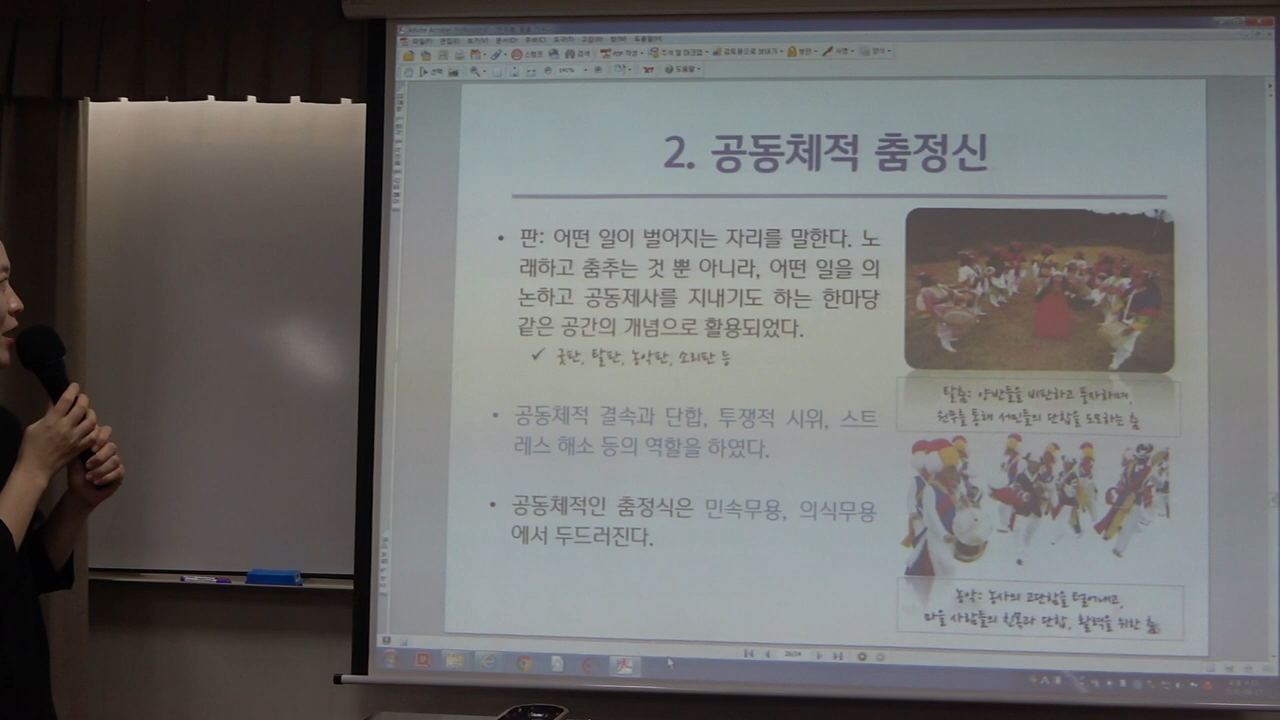 2. 공동체적 춤정신
• 판: 어떤 일이 벌어지는 자리를 말한다. 노
래하고 춤추는 것 뿐 아니라, 어떤 일을 의
논하고 공동제사를 지내기도 하는 한마당
같은 공간의 개념으로 활용되었다.
✓ 굿판, 탈판, 농악판, 소리판 등
• 공동체적 결속과 단합, 투쟁적 시위, 스트
레스 해소 등의 역할을 하였다.
• 공동체적인 춤정식은 민속무용, 의식무용
에서 두드러진다.
탈춤: 양반들을 비판하고 풍자하며,
원무를 통해 서민들의 단합을 도모하는 춤
농악: 농사의 고단함을 덜어내고,
마을 사람들의 친목과 단합, 활력을 위한 춤